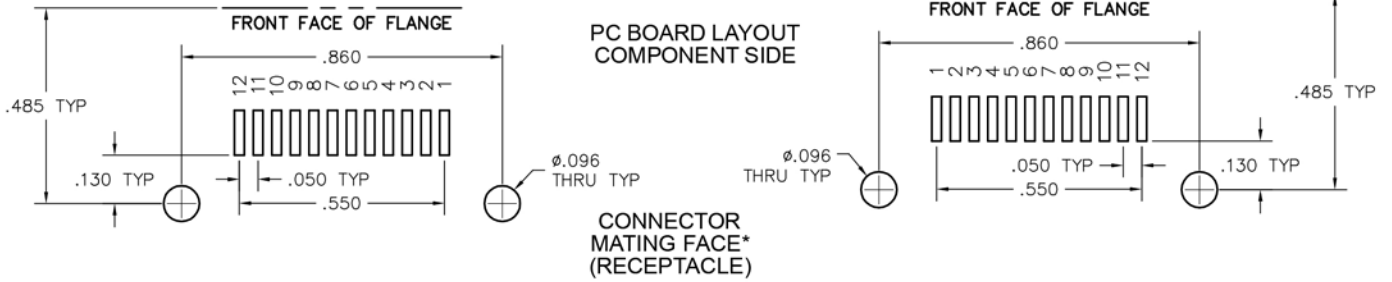 FRONT FACE OF FLANGE
.860
12 11 10 9 8 7 6 5 4 3 2 1
.485 TYP
.130 TYP
.050 TYP
.550
Ø.096
THRU TYP
PC BOARD LAYOUT
COMPONENT SIDE
CONNECTOR
MATING FACE*
(RECEPTACLE)
FRONT FACE OF FLANGE
.860
1 2 3 4 5 6 7 8 9 10 11 12
.485 TYP
Ø.096
THRU TYP
.050 TYP
.130 TYP
.550